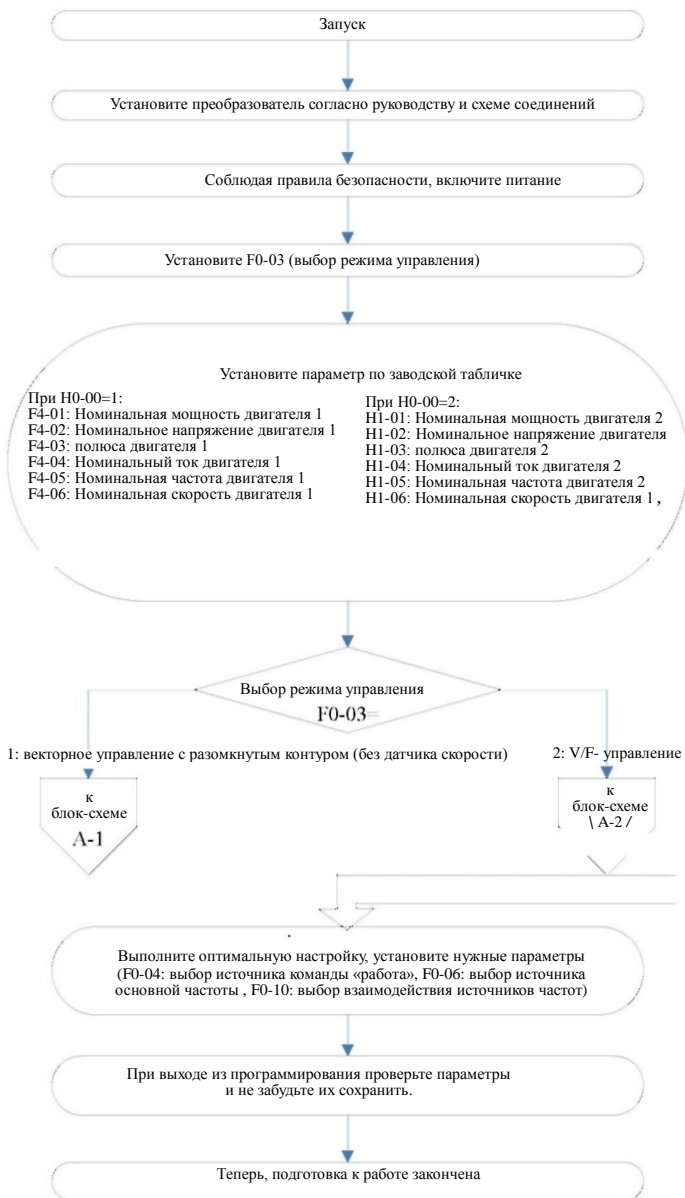 Запуск
Установите преобразователь согласно руководству и схеме соединений
Соблюдая правила безопасности, включите питание
Установите F0-03 (выбор режима управления)
Установите параметр по заводской табличке
При H0-00=1:
F4-01: Номинальная мощность двигателя 1
F4-02: Номинальное напряжение двигателя 1
F4-03: полюса двигателя 1
F4-04: Номинальный ток двигателя 1
F4-05: Номинальная частота двигателя 1
F4-06: Номинальная скорость двигателя 1
При H0-00=2:
H1-01: Номинальная мощность двигателя 2
H1-02: Номинальное напряжение двигателя
H1-03: полюса двигателя 2
H1-04: Номинальный ток двигателя 2
H1-05: Номинальная частота двигателя 2
H1-06: Номинальная скорость двигателя 1 ,
Выбор режима управления
F0-03=
1: векторное управление с разомкнутым контуром (без датчика скорости)
2: V/F- управление
к
блок-схеме
A-1
к
блок-схеме
\ A-2 /
Выполните оптимальную настройку, установите нужные параметры
(F0-04: выбор источника команды «работа», F0-06: выбор источника
основной частоты , F0-10: выбор взаимодействия источников частот)
При выходе из программирования проверьте параметры
и не забудьте их сохранить.
Теперь, подготовка к работе закончена